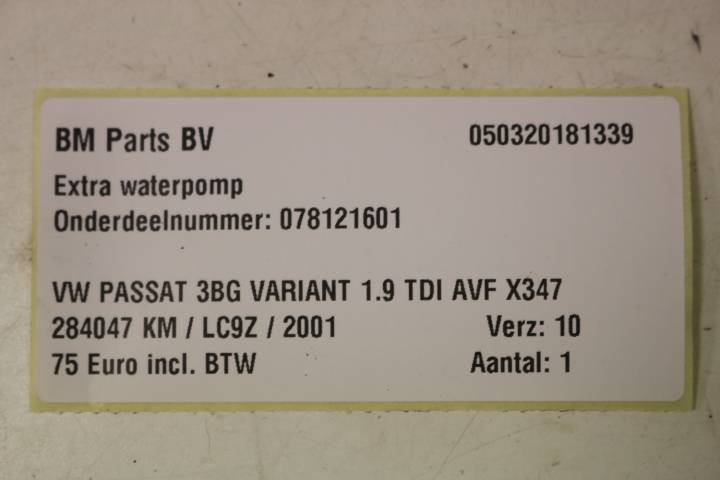 BM Parts BV 050320181339
Extra waterpomp
Onderdeelnummer: 078121601
VW PASSAT 3BG VARIANT 1.9 TDI AVF X347
284047 KM / LC9Z / 2001 Verz: 10
75 Euro incl. BTW Aantal: 1